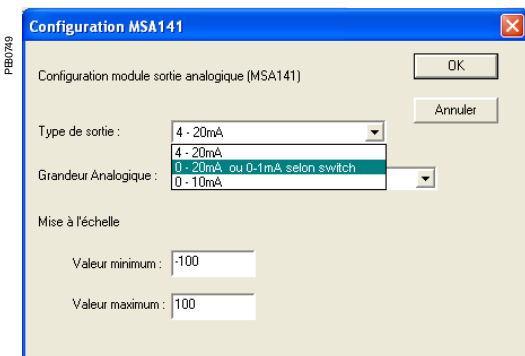 PEB0749
Configuration MSA141
Configuration module sortie analogique (MSA141)
OK
Annuler
Type de sortie :
4 - 20mA
4 - 20mA
0 - 20mA ou 0-1mA selon switch
0 - 10mA
Grandeur Analogique :
Mise à l'échelle
Valeur minimum :
-100
Valeur maximum :
100